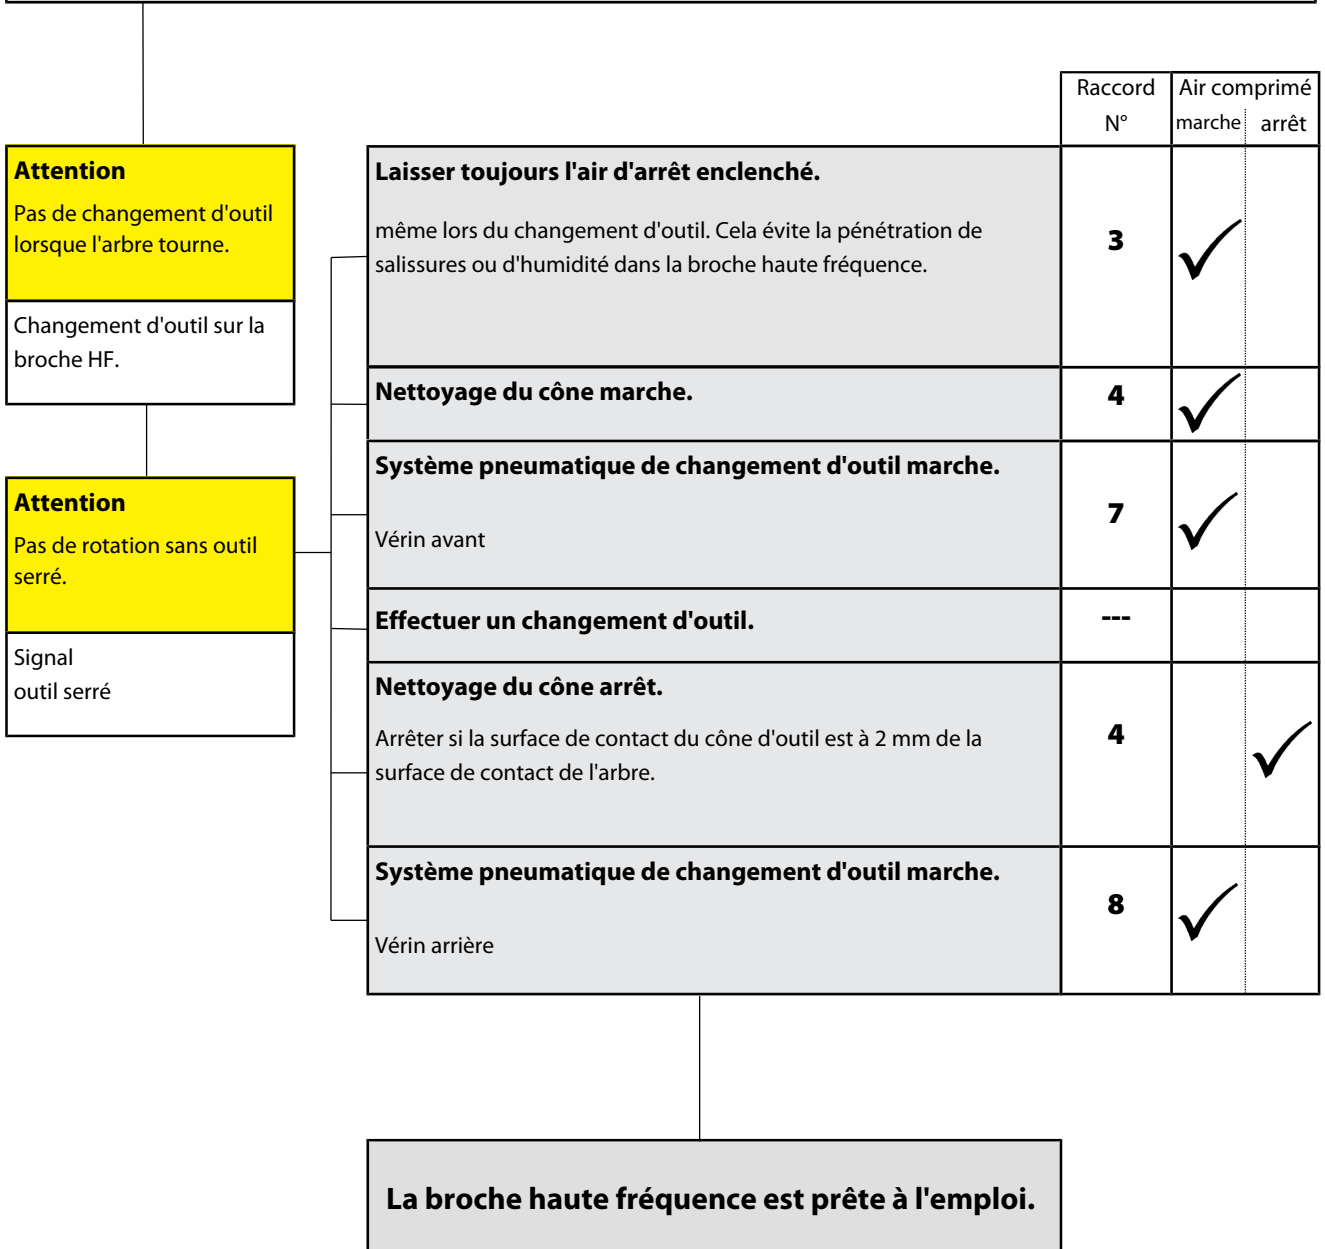 Raccord
Air comprimé
N°
marche
arrêt
Attention
Pas de changement d'outil
lorsque l'arbre tourne.
Changement d'outil sur la
broche HF.
Attention
Pas de rotation sans outil
serré.
Signal
outil serré
Laisser toujours l'air d'arrêt enclenché.
même lors du changement d'outil. Cela évite la pénétration de
salissures ou d'humidité dans la broche haute fréquence.
3
Nettoyage du cône marche.
4
Système pneumatique de changement d'outil marche.
Vérin avant
7
Effectuer un changement d'outil.
---
Nettoyage du cône arrêt.
Arrêter si la surface de contact du cône d'outil est à 2 mm de la
surface de contact de l'arbre.
4
Système pneumatique de changement d'outil marche.
Vérin arrière
8
La broche haute fréquence est prête à l'emploi.